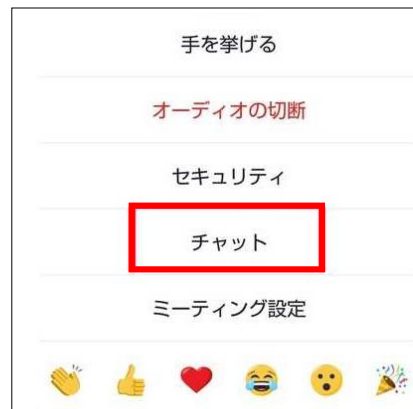 手を挙げる
オーディオの切断
セキュリティ
チャット
ミーティング設定